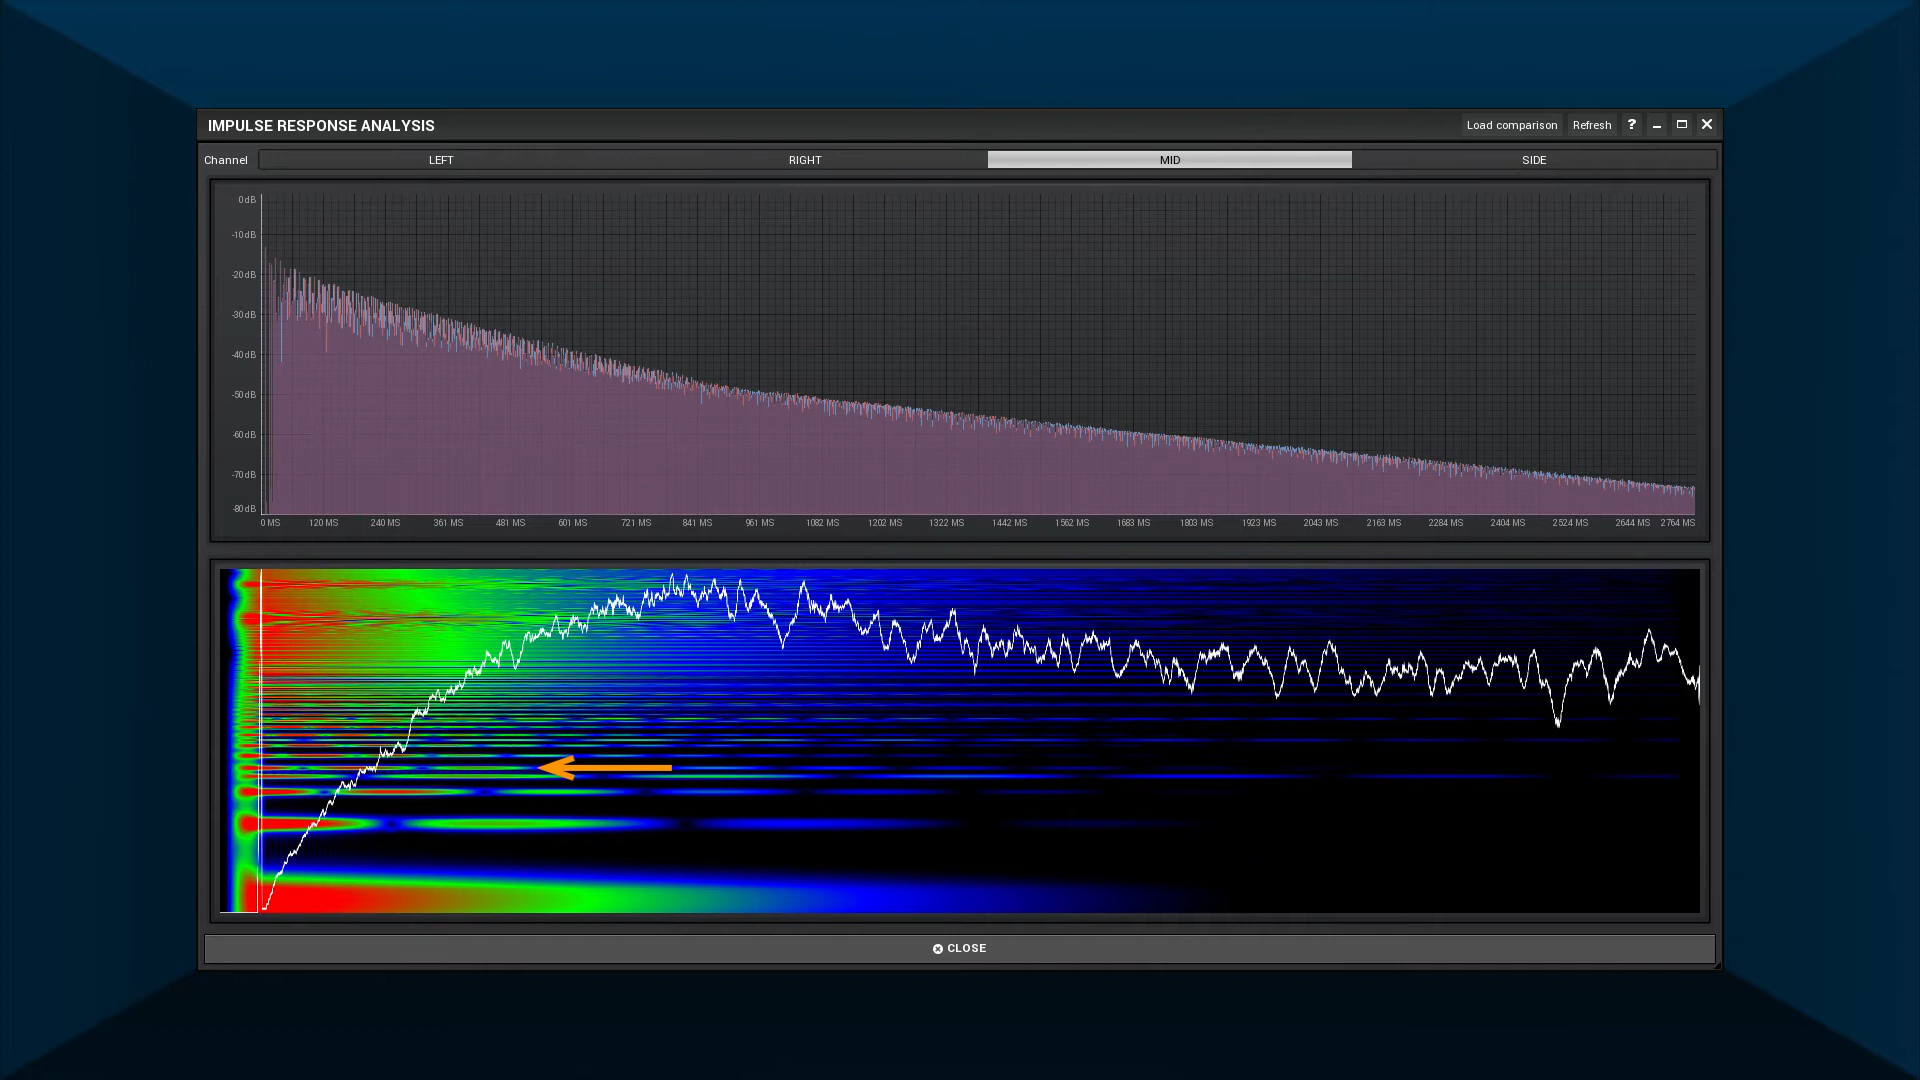 IMPULSE RESPONSE ANALYSIS Load comparison Refresh ?
Channel LEFT RIGHT MID SIDE
0 dB
-10 dB
-20 dB
-30 dB
-40 dB
-50 dB
-60 dB
-70 dB
-80 dB
0 MS 120 MS 240 MS 361 MS 481 MS 601 MS 721 MS 841 MS 961 MS 1082 MS 1202 MS 1322 MS 1442 MS 1562 MS 1683 MS 1803 MS 1923 MS 2043 MS 2163 MS 2284 MS 2404 MS 2524 MS 2644 MS 2764 MS
CLOSE